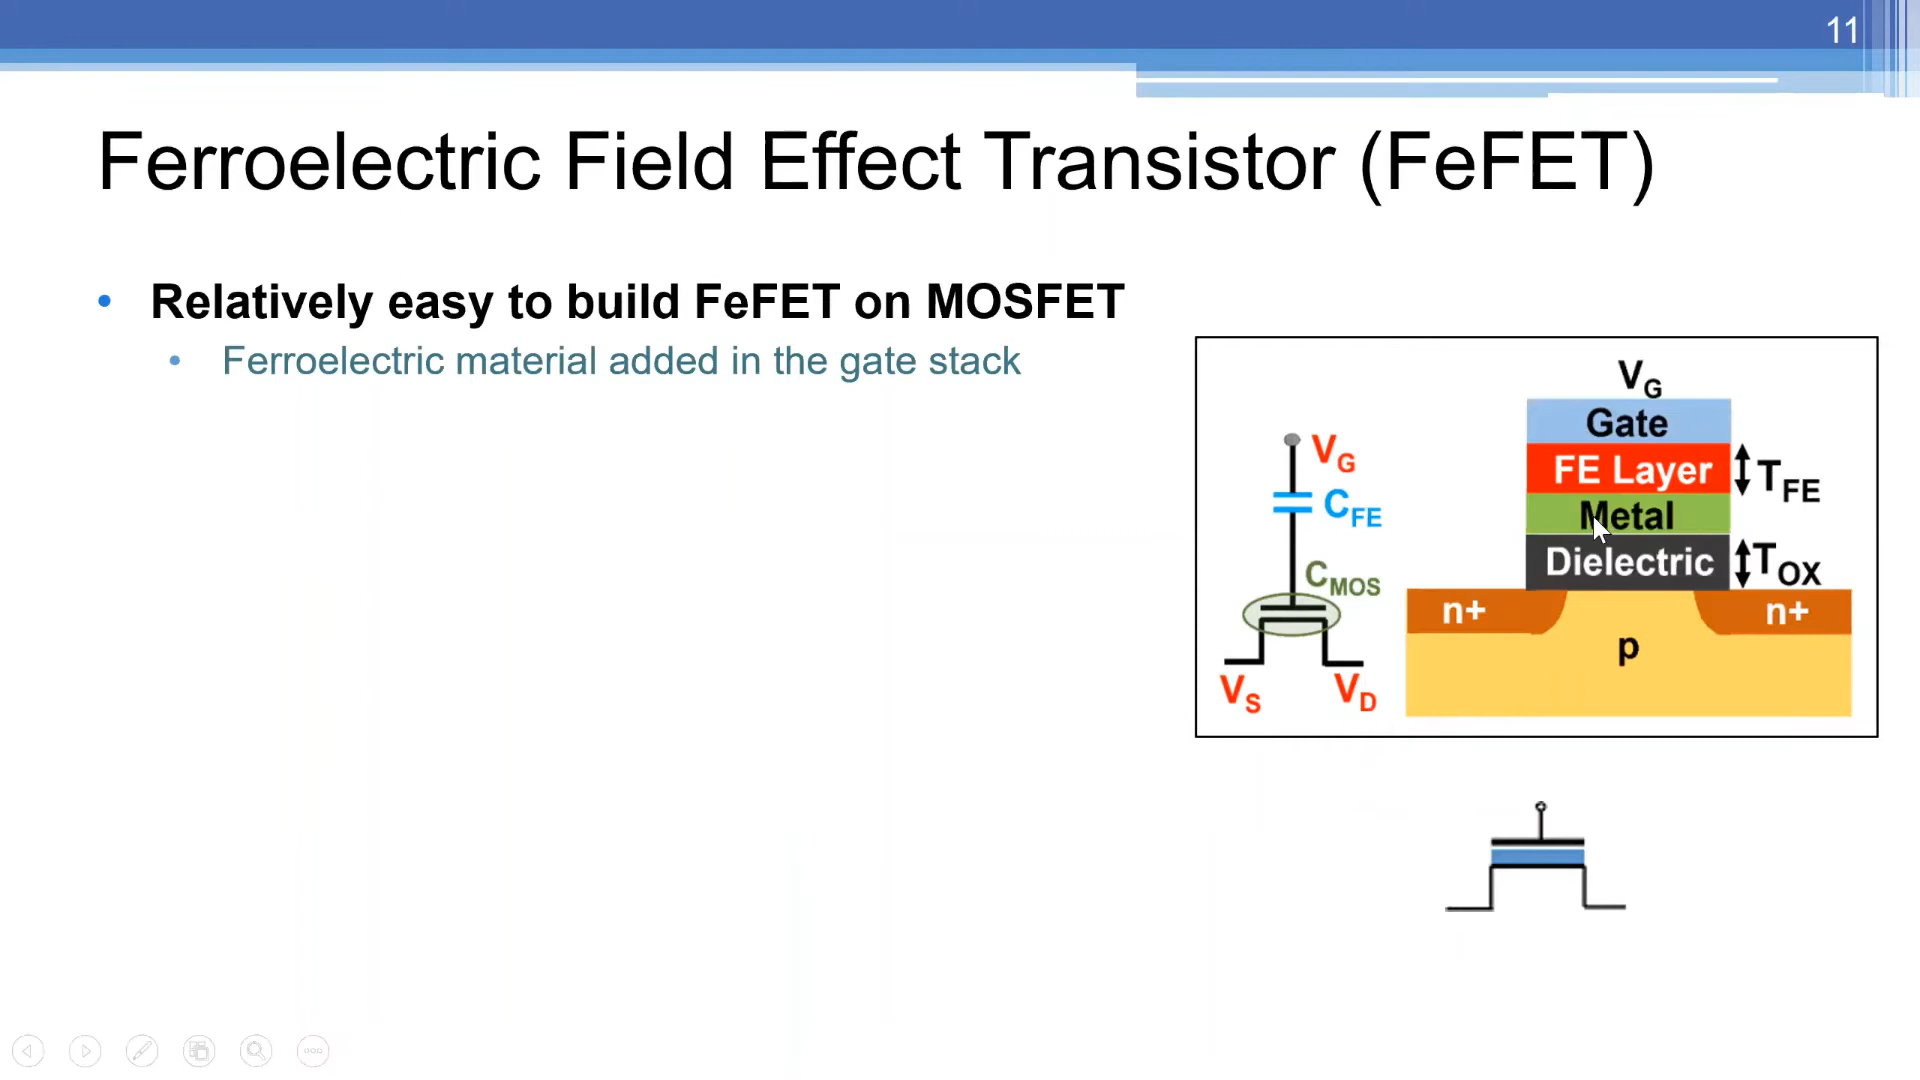 11
Ferroelectric Field Effect Transistor (FeFET)
• Relatively easy to build FeFET on MOSFET
• Ferroelectric material added in the gate stack
VG
CFE
CMOS
VS
VD
VG
Gate
FE Layer
TFE
Metal
Dielectric
TOX
n+
n+
p